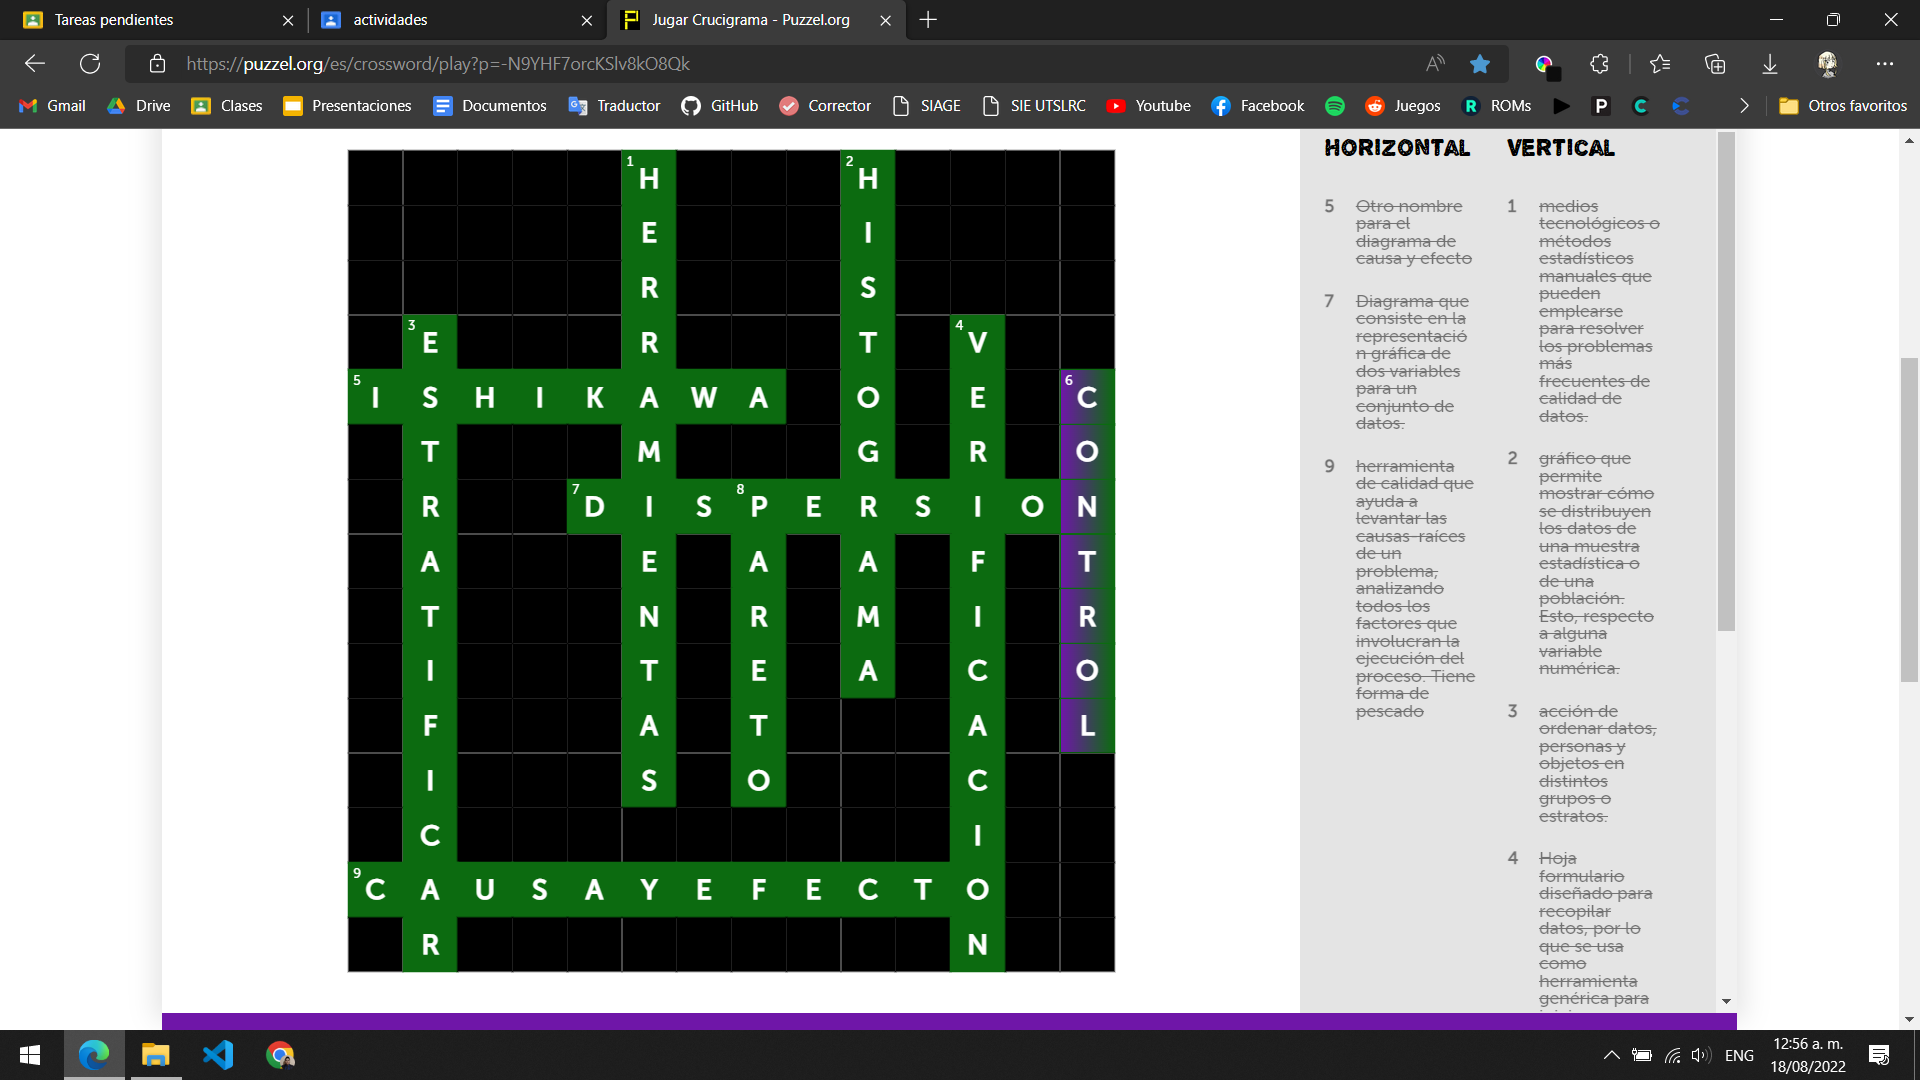 Tareas pendientes
actividades
Jugar Crucigrama - Puzzel.org
https://puzzel.org/es/crossword/play?p=-N9YHF7orcKSlv8kO8Qk
Gmail Drive Clases Presentaciones Documentos Traductor GitHub Corrector SIAGE SIE UTSLRC Youtube Facebook Juegos ROMs Otros favoritos
1 H 2 H
E I
R S
3 E R T 4 V
5 I S H I K A W A O E 6 C
T M G R O
R 7 D I S 8 P E R S I O N
A E A A F T
T N R M I R
I T E A C O
F A T A L
I S O C
C I
9 C A U S A Y E F E C T O
R N
HORIZONTAL
5 Otro nombre
para el
diagrama de
causa y efecto
7 Diagrama que
consiste en la
representació
n gráfica de
dos variables
para un
conjunto de
datos.
9 herramienta
de calidad que
ayuda a
levantar las
causas-raíces
de un
problema,
analizando
todos los
factores que
involucran la
ejecución del
proceso. Tiene
forma de
pescado
VERTICAL
1 medios
tecnológicos o
métodos
estadísticos
manuales que
pueden
emplearse
para resolver
los problemas
más
frecuentes de
calidad de
datos.
2 gráfico que
permite
mostrar cómo
se distribuyen
los datos de
una muestra
estadística o
de una
población.
Esto, respecto
a alguna
variable
numérica.
3 acción de
ordenar datos,
personas y
objetos en
distintos
grupos o
estratos.
4 Hoja
formulario
diseñado para
recopilar
datos, por lo
que se usa
como
herramienta
genérica para
ENG
12:56 a. m.
18/08/2022